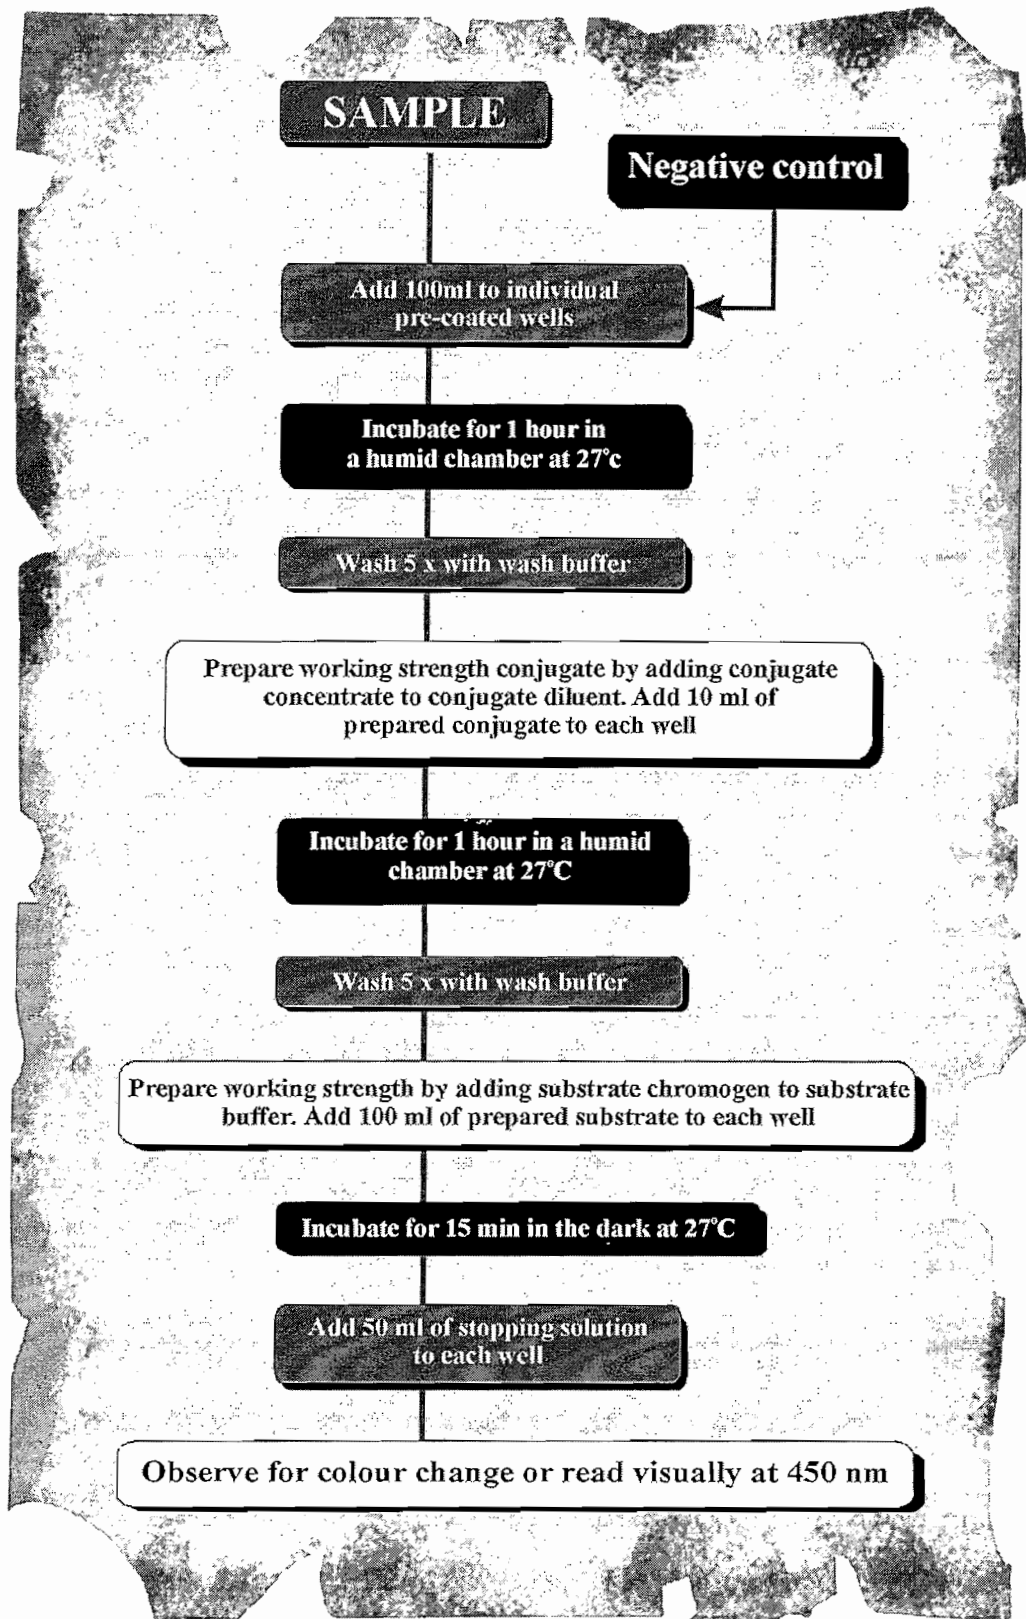 SAMPLE
Negative control
Add 100ml to individual
pre-coated wells
Incubate for 1 hour in
a humid chamber at 27°c
Wash 5 x with wash buffer
Prepare working strength conjugate by adding conjugate
concentrate to conjugate diluent. Add 10 ml of
prepared conjugate to each well
Incubate for 1 hour in a humid
chamber at 27°C
Wash 5 x with wash buffer
Prepare working strength by adding substrate chromogen to substrate
buffer. Add 100 ml of prepared substrate to each well
Incubate for 15 min in the dark at 27°C
Add 50 ml of stopping solution
to each well
Observe for colour change or read visually at 450 nm